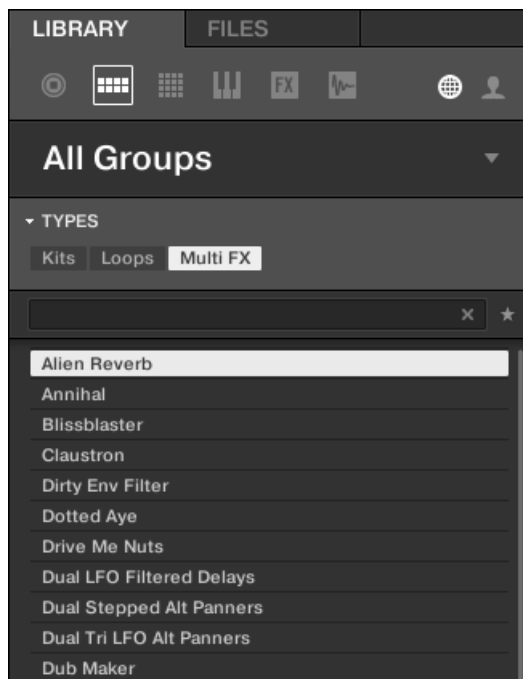 LIBRARY FILES
FX
All Groups
TYPES
Kits Loops Multi FX
Alien Reverb
Annihal
Blissblaster
Claustron
Dirty Env Filter
Dotted Aye
Drive Me Nuts
Dual LFO Filtered Delays
Dual Stepped Alt Panners
Dual Tri LFO Alt Panners
Dub Maker